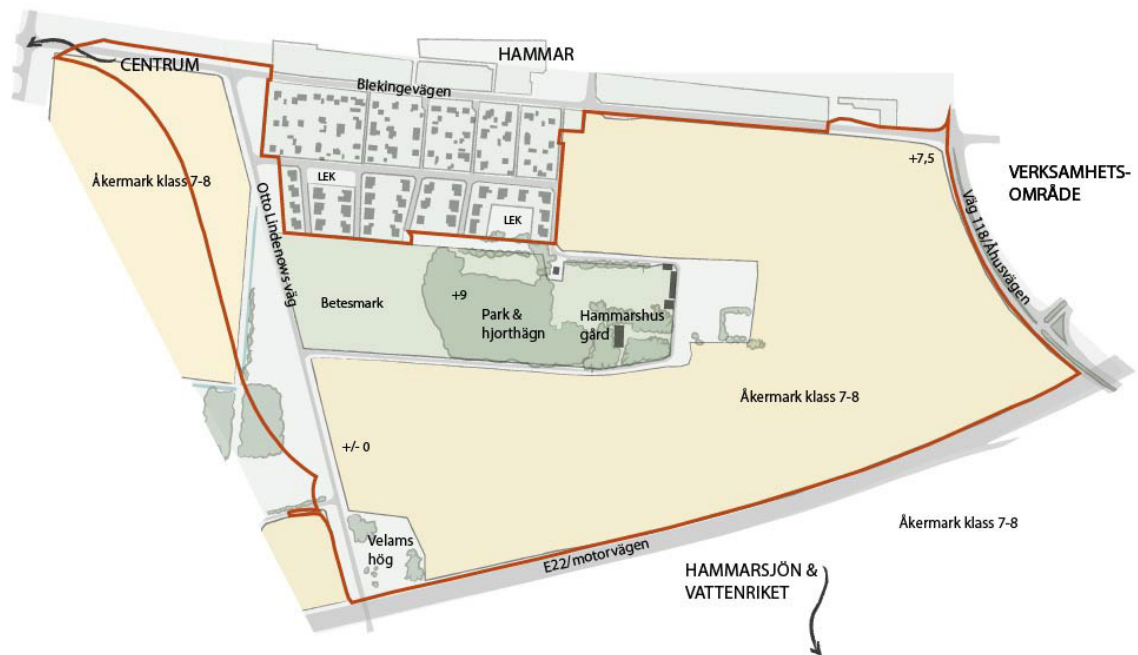 HAMMAR
CENTRUM
Blekingevägen
+7,5
VERKSAMHETS-
OMRÅDE
Åkermark klass 7-8
LEK
LEK
Otto Lindenows väg
Väg 118/Åhusvägen
Betesmark
+9
Park &
hjorthägn
Hammarshus
gård
Åkermark klass 7-8
+/- 0
Åkermark klass 7-8
Velams
hög
E22/motorvägen
HAMMARSJÖN &
VATTENRIKET